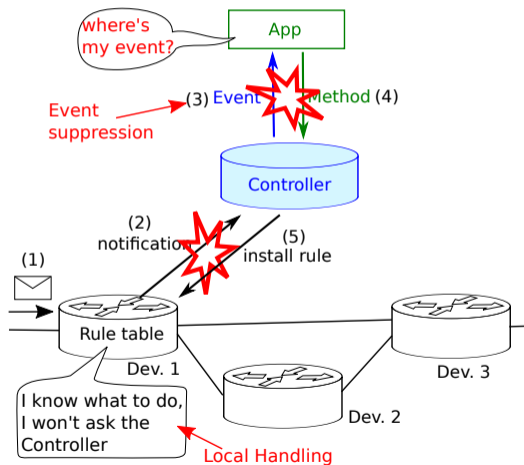 where's
my event?
App
(3) Event
Method (4)
Event
suppression
Controller
(2)
notification
(5)
install rule
(1)
Rule table
Dev. 1
Dev. 3
I know what to do,
I won't ask the
Controller
Dev. 2
Local Handling